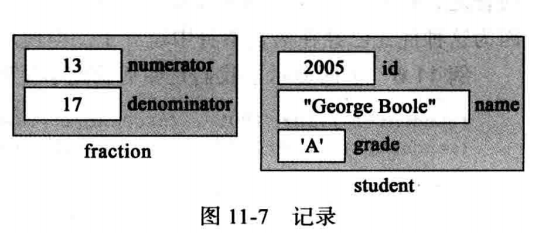 13 numerator
17 denominator
fraction
2005 id
"George Boole" name
'A' grade
student
图 11-7 记录